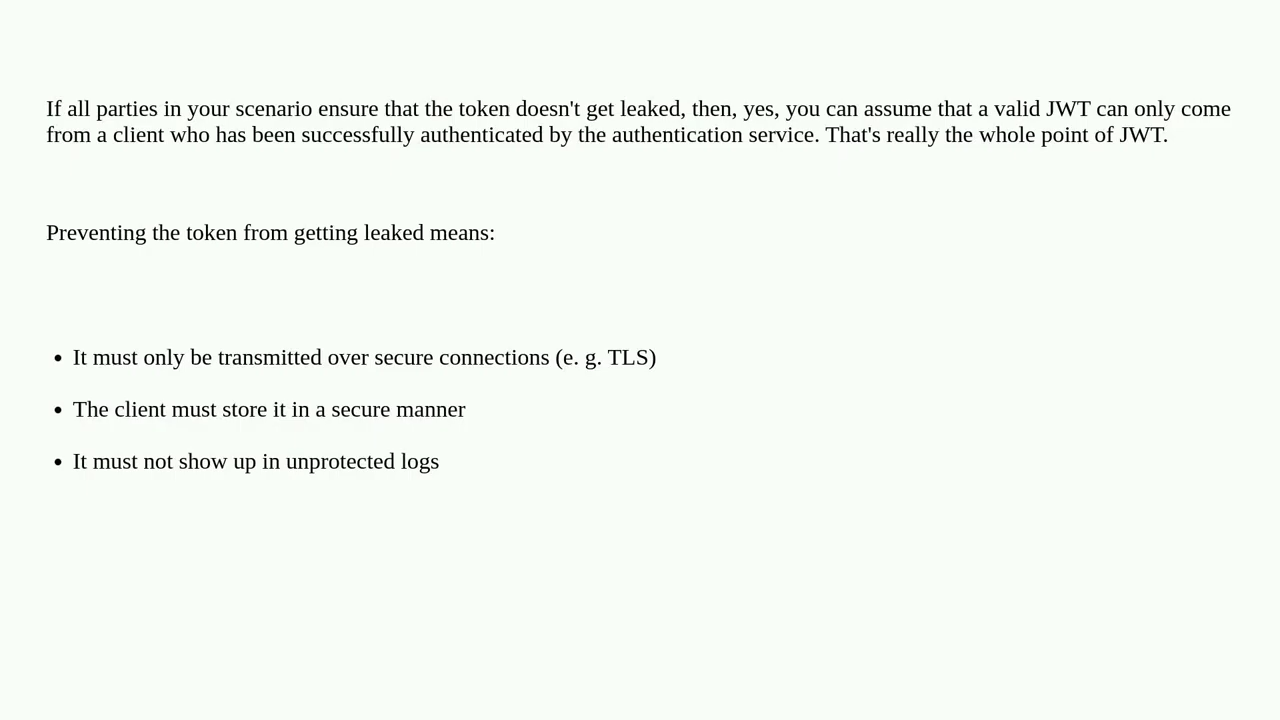 If all parties in your scenario ensure that the token doesn't get leaked, then, yes, you can assume that a valid JWT can only come
from a client who has been successfully authenticated by the authentication service. That's really the whole point of JWT.
Preventing the token from getting leaked means:
• It must only be transmitted over secure connections (e. g. TLS)
• The client must store it in a secure manner
• It must not show up in unprotected logs